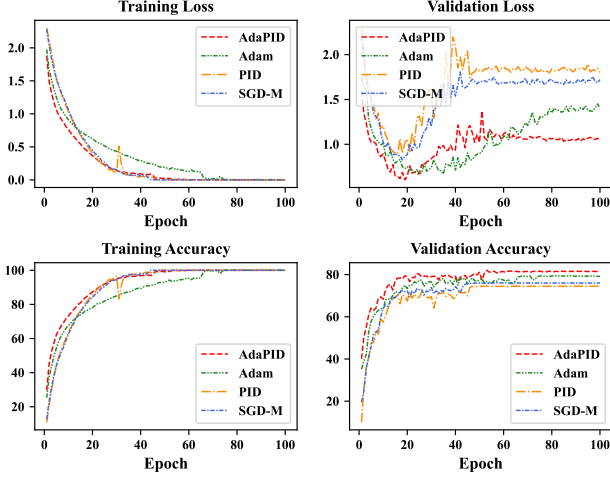 Training Loss
2.0
1.5
1.0
0.5
0.0
AdaPID
Adam
PID
SGD-M
0 20 40 60 80 100
Epoch
Validation Loss
2.0
1.5
1.0
AdaPID
Adam
PID
SGD-M
0 20 40 60 80 100
Epoch
Training Accuracy
100
80
60
40
20
AdaPID
Adam
PID
SGD-M
0 20 40 60 80 100
Epoch
Validation Accuracy
80
60
40
20
AdaPID
Adam
PID
SGD-M
0 20 40 60 80 100
Epoch